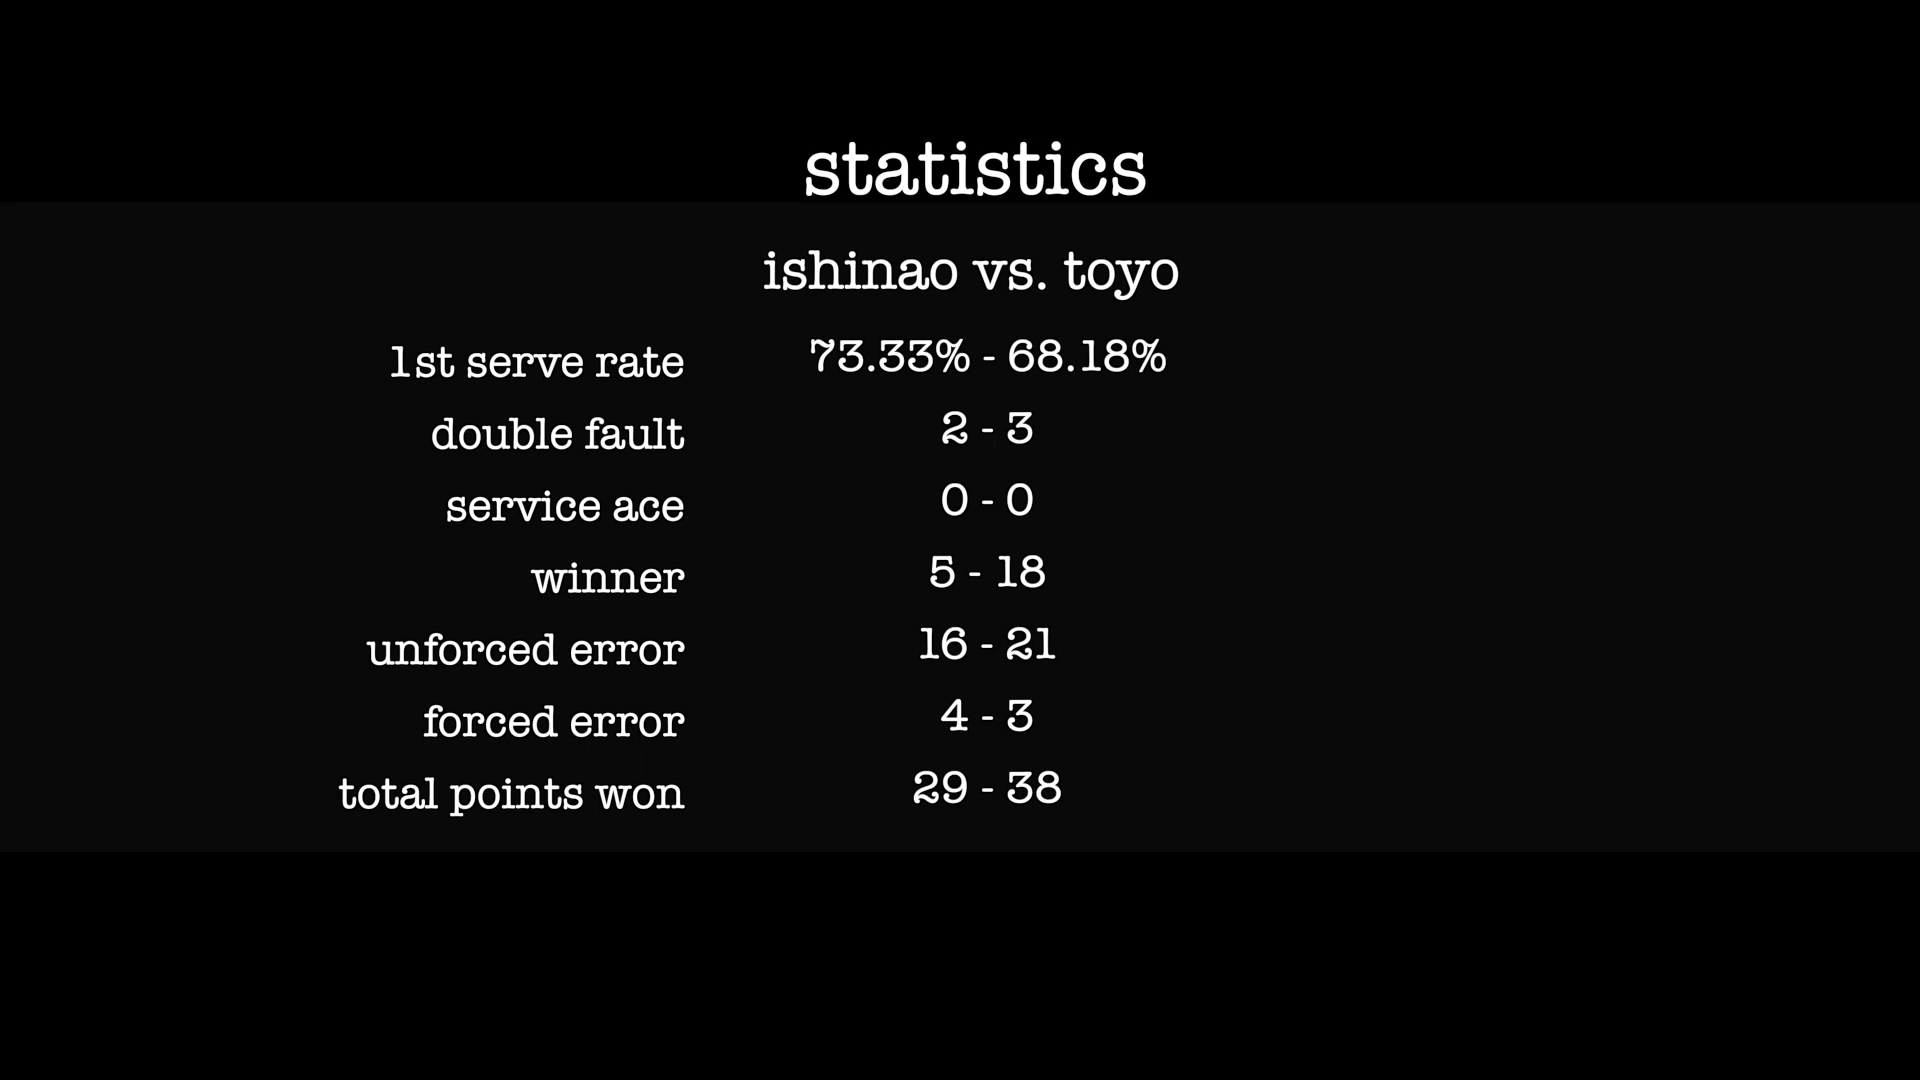 statistics
ishinao vs. toyo
1st serve rate 73.33% - 68.18%
double fault 2 - 3
service ace 0 - 0
winner 5 - 18
unforced error 16 - 21
forced error 4 - 3
total points won 29 - 38